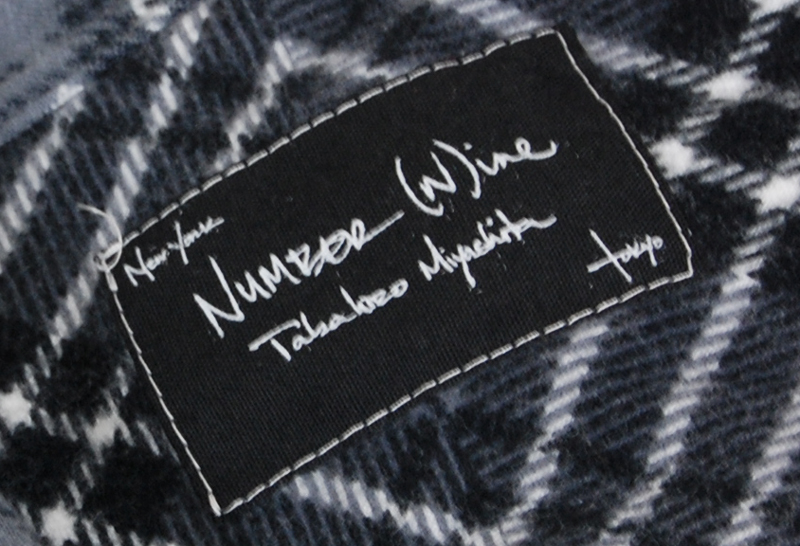 New York
NUMBER (N)ine
Takahiro Miyashita
tokyo